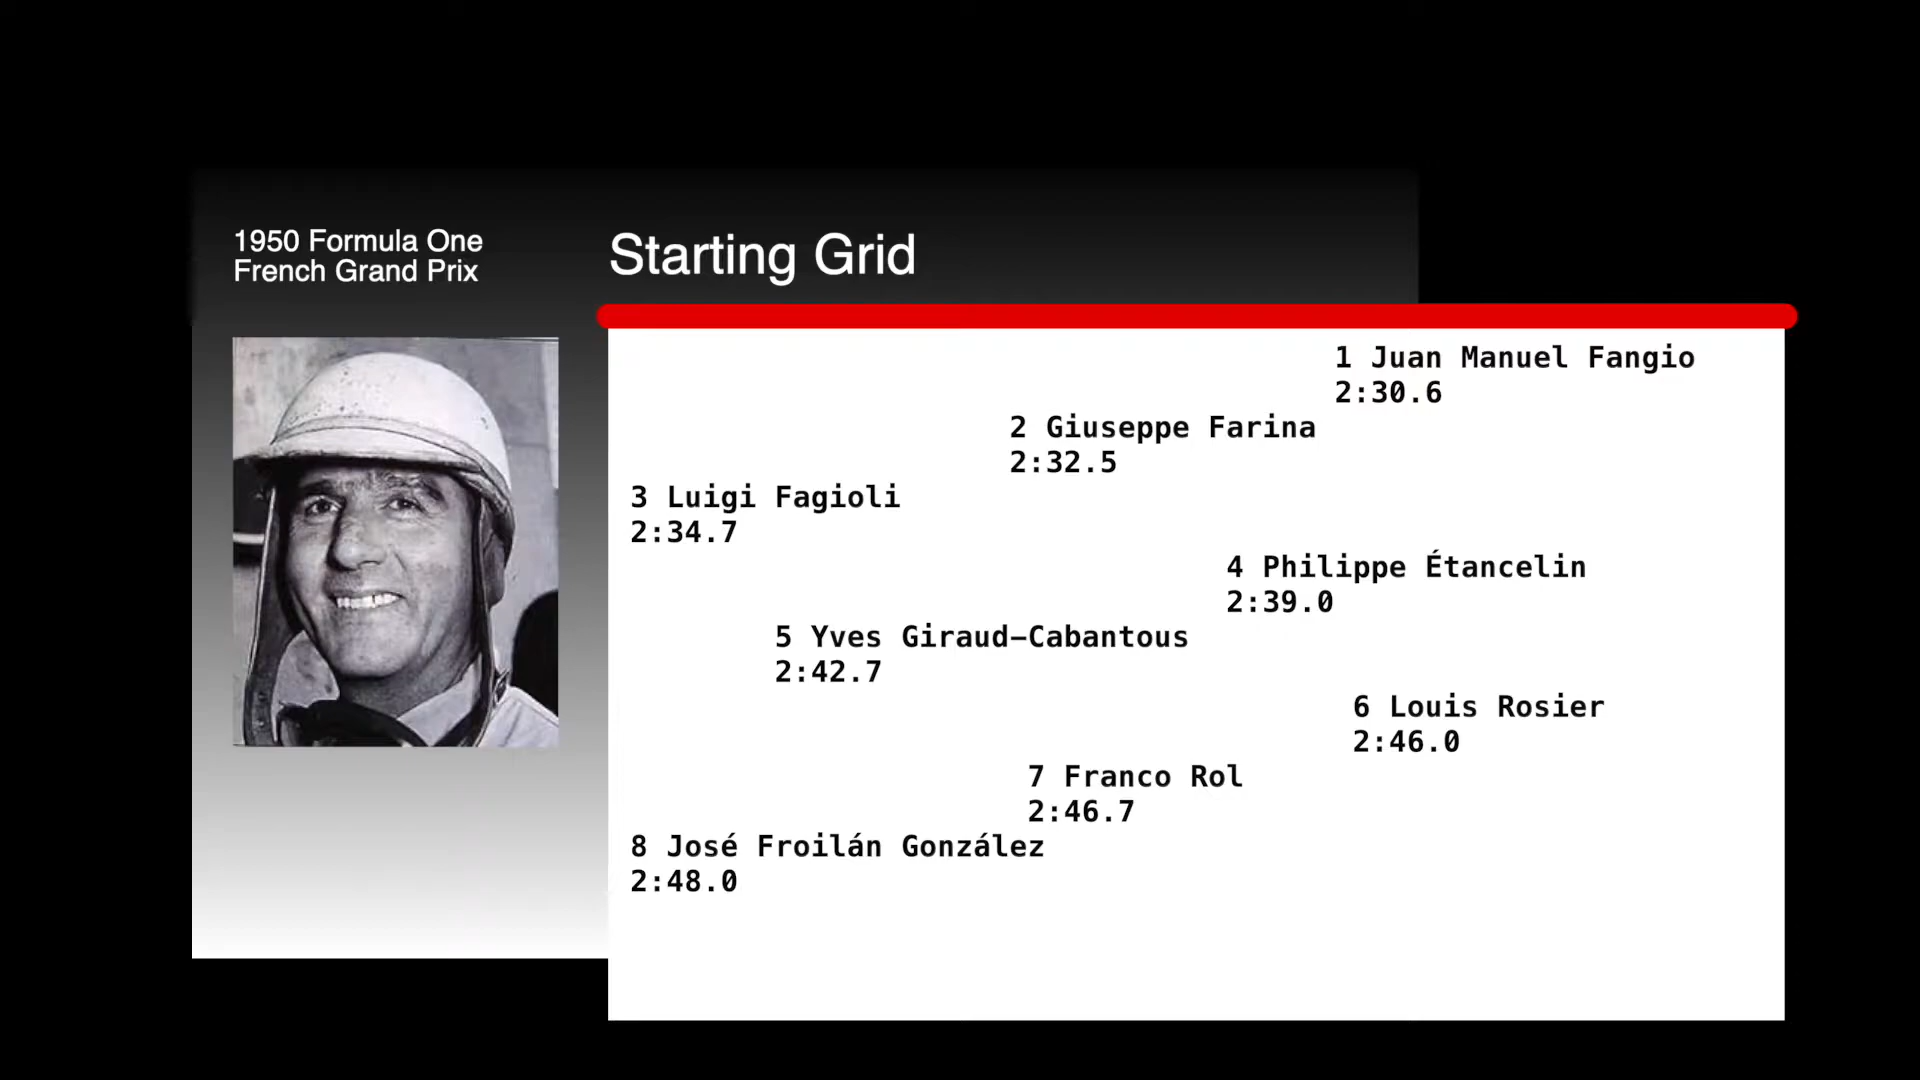 1950 Formula One
French Grand Prix
Starting Grid
1 Juan Manuel Fangio
2:30.6
2 Giuseppe Farina
2:32.5
3 Luigi Fagioli
2:34.7
4 Philippe Étancelin
2:39.0
5 Yves Giraud–Cabantous
2:42.7
6 Louis Rosier
2:46.0
7 Franco Rol
2:46.7
8 José Froilán González
2:48.0